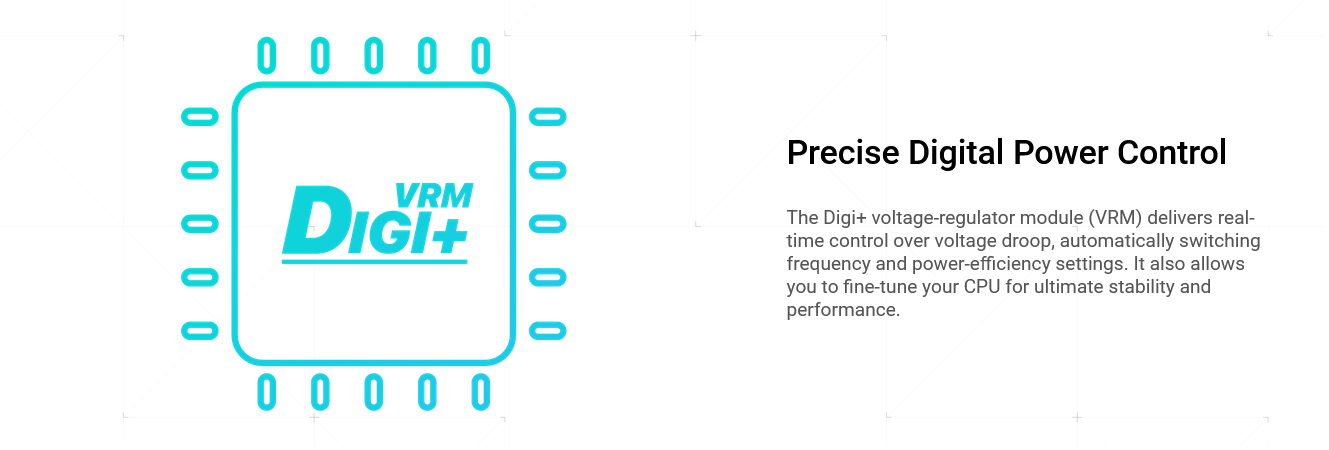 VRM
DIGI+
Precise Digital Power Control
The Digi+ voltage-regulator module (VRM) delivers real-
time control over voltage droop, automatically switching
frequency and power-efficiency settings. It also allows
you to fine-tune your CPU for ultimate stability and
performance.